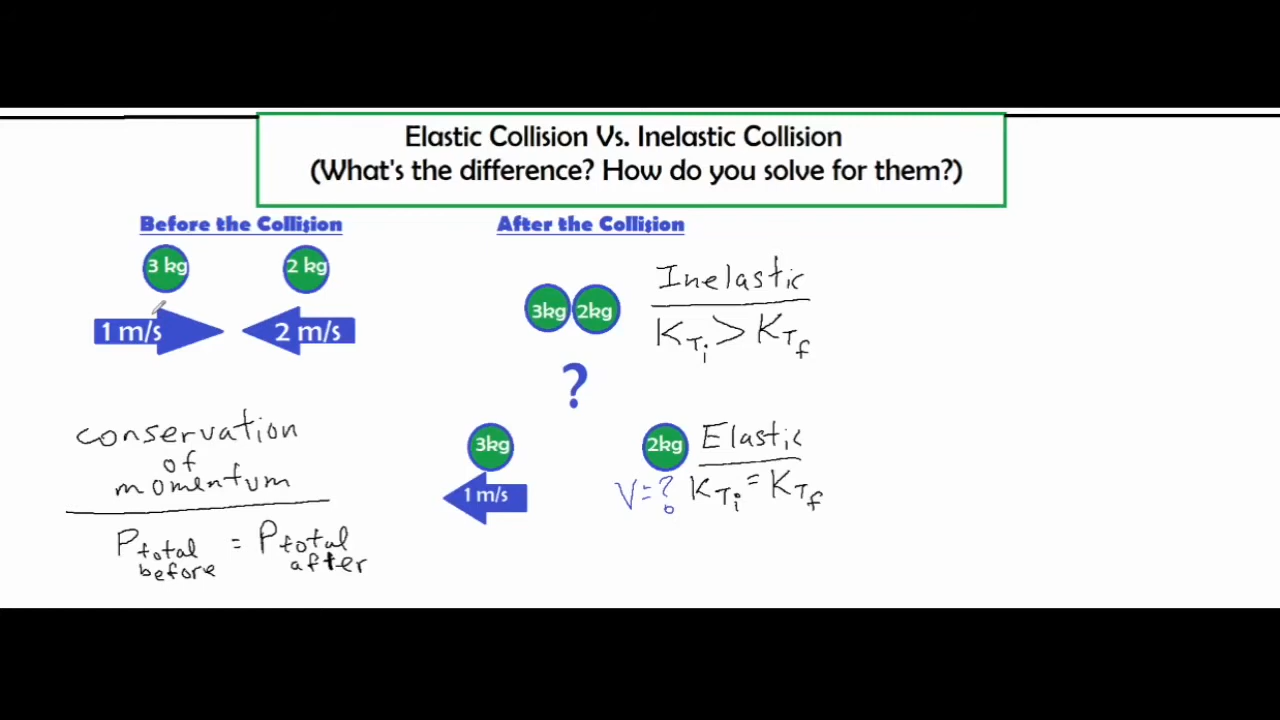 Elastic Collision Vs. Inelastic Collision
(What's the difference? How do you solve for them?)
Before the Collision
3 kg
2 kg
1 m/s
2 m/s
conservation
of
momentum
Ptotal before = Ptotal after
After the Collision
3kg
2kg
Inelastic
KTi > KTf
?
3kg
1 m/s
2kg
V=?
Elastic
KTi = KTf